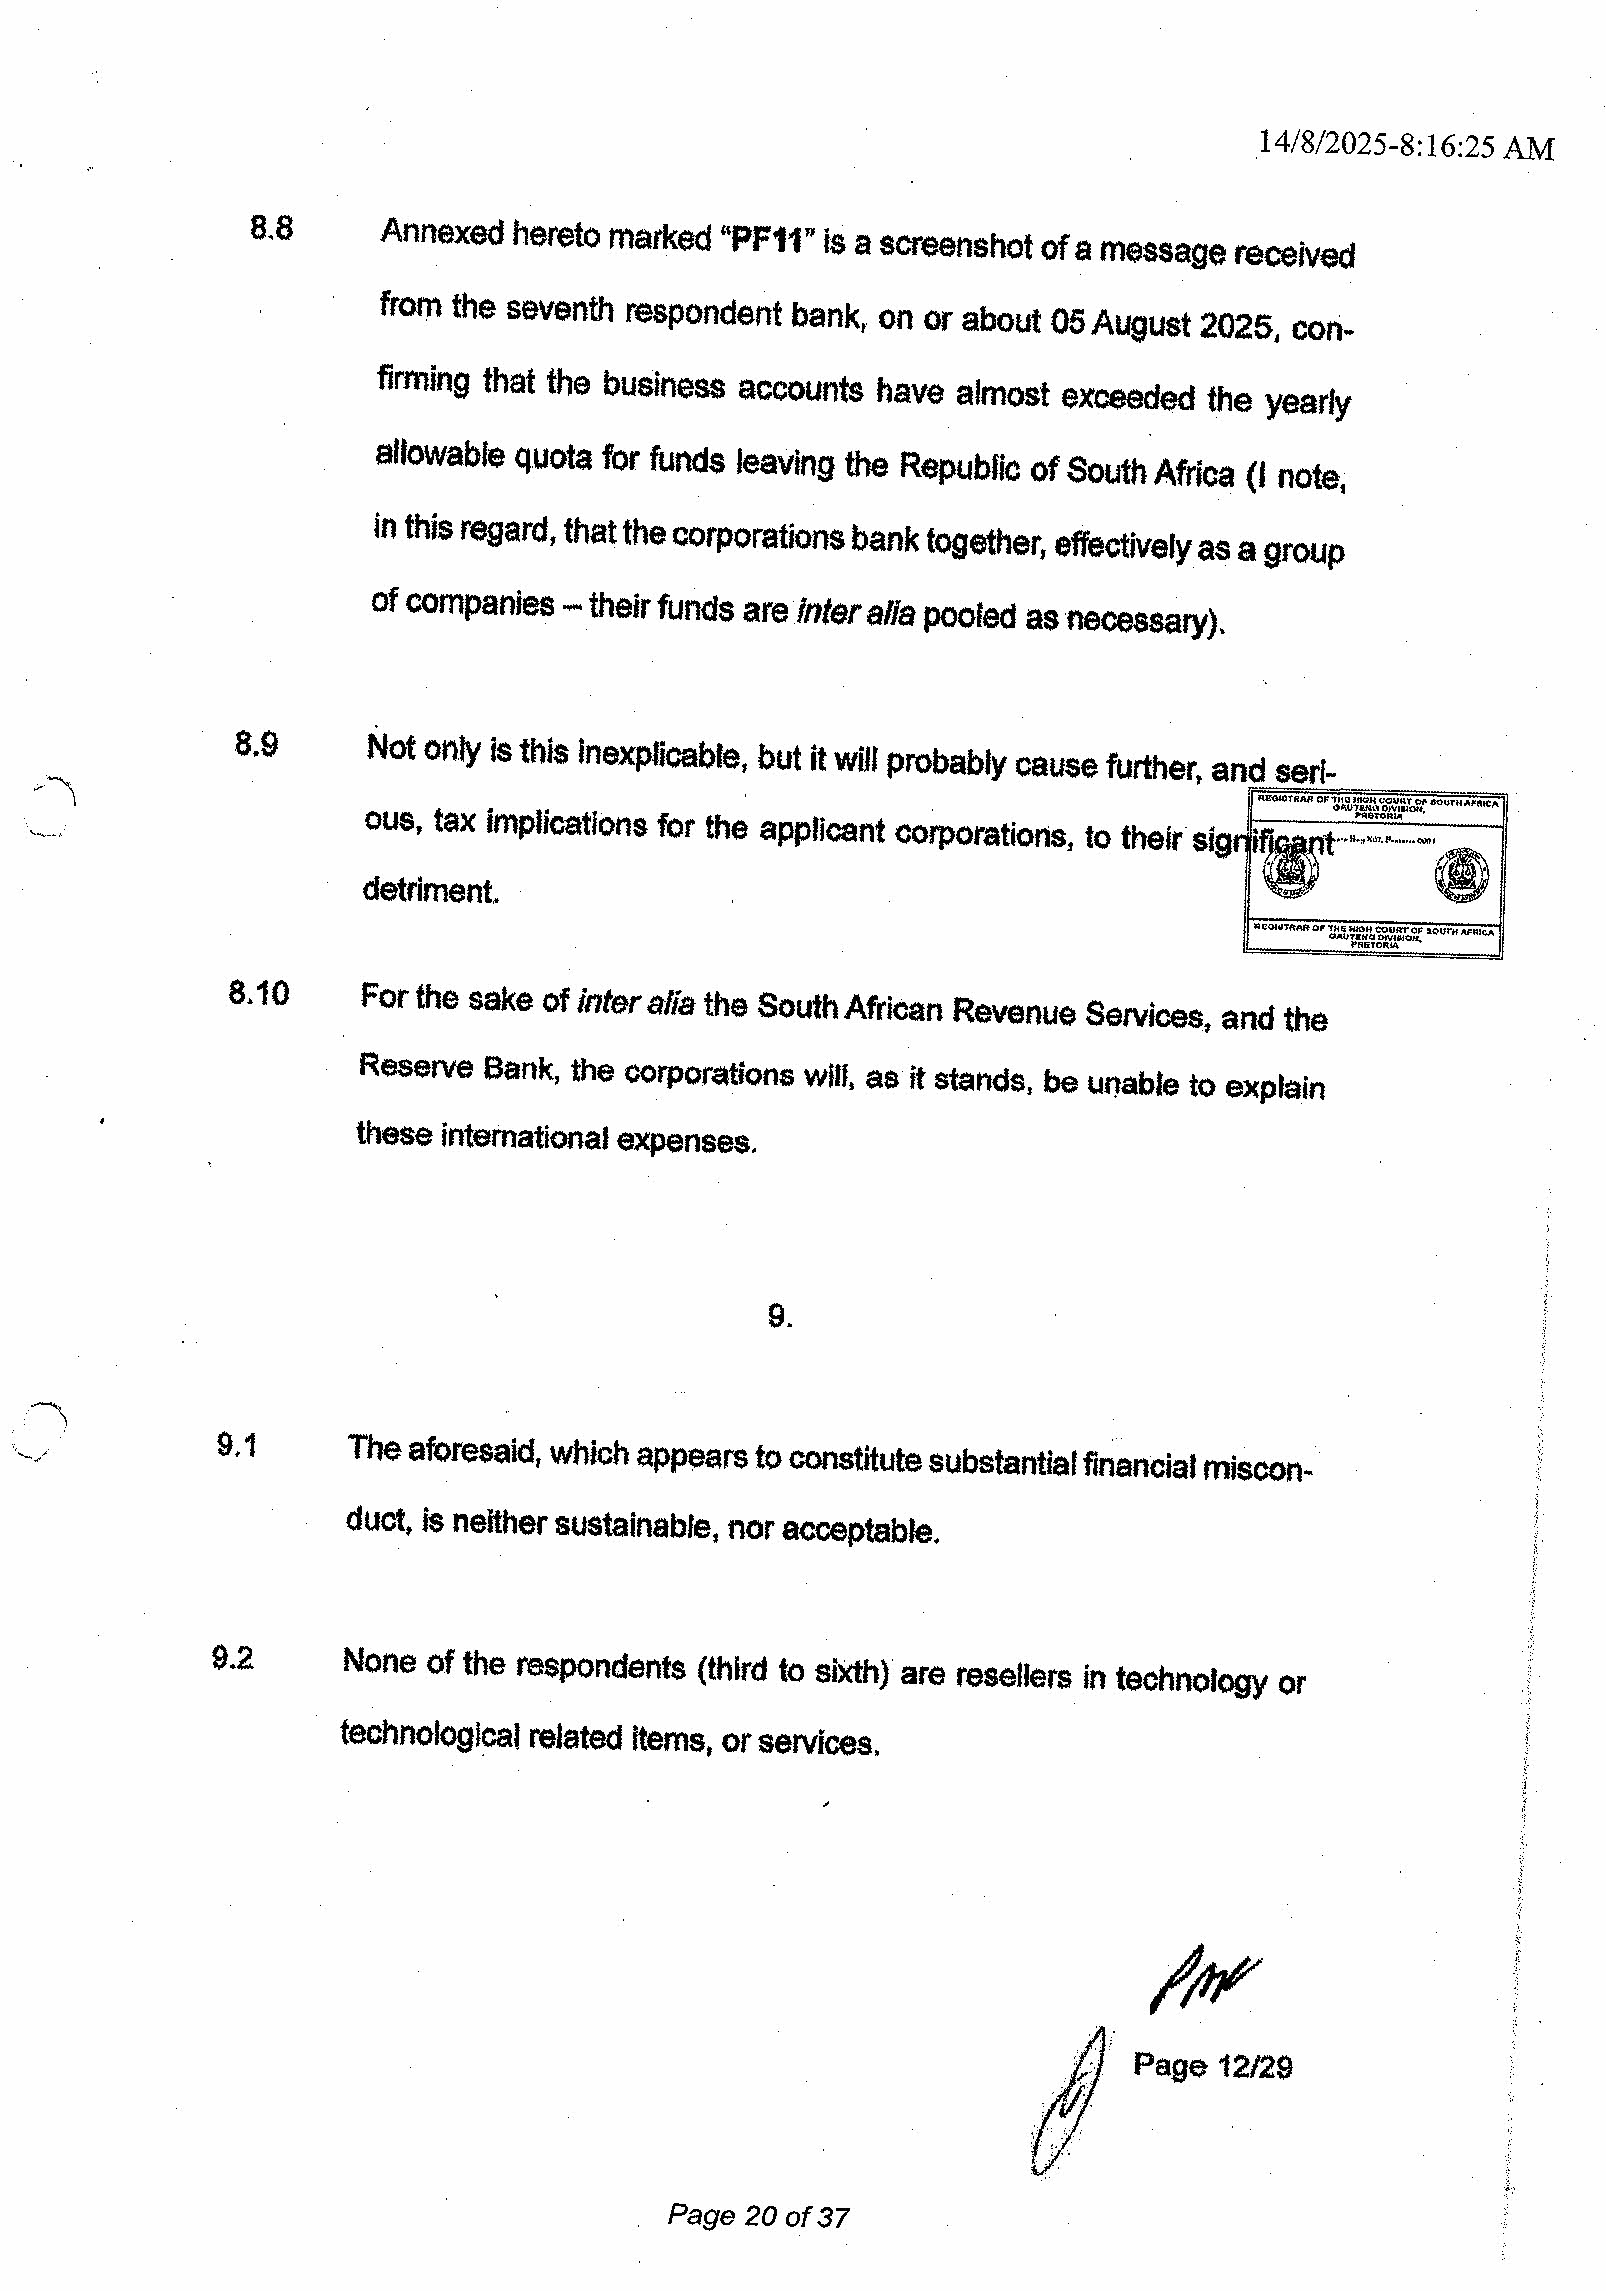 14/8/2025-8:16:25 AM
8.8 Annexed hereto marked “PF11” is a screenshot of a message received
from the seventh respondent bank, on or about 05 August 2025, con-
firming that the business accounts have almost exceeded the yearly
allowable quota for funds leaving the Republic of South Africa (I note,
in this regard, that the corporations bank together, effectively as a group
of companies – their funds are inter alia pooled as necessary).
8.9 Not only is this inexplicable, but it will probably cause further, and seri-
ous, tax implications for the applicant corporations, to their significant
detriment.
REGISTRAR OF THE HIGH COURT OF SOUTH AFRICA
GAUTENG DIVISION,
PRETORIA
REGISTRAR OF THE HIGH COURT OF SOUTH AFRICA
GAUTENG DIVISION,
PRETORIA
8.10 For the sake of inter alia the South African Revenue Services, and the
Reserve Bank, the corporations will, as it stands, be unable to explain
these international expenses.
9.
9.1 The aforesaid, which appears to constitute substantial financial miscon-
duct, is neither sustainable, nor acceptable.
9.2 None of the respondents (third to sixth) are resellers in technology or
technological related items, or services.
Page 12/29
Page 20 of 37